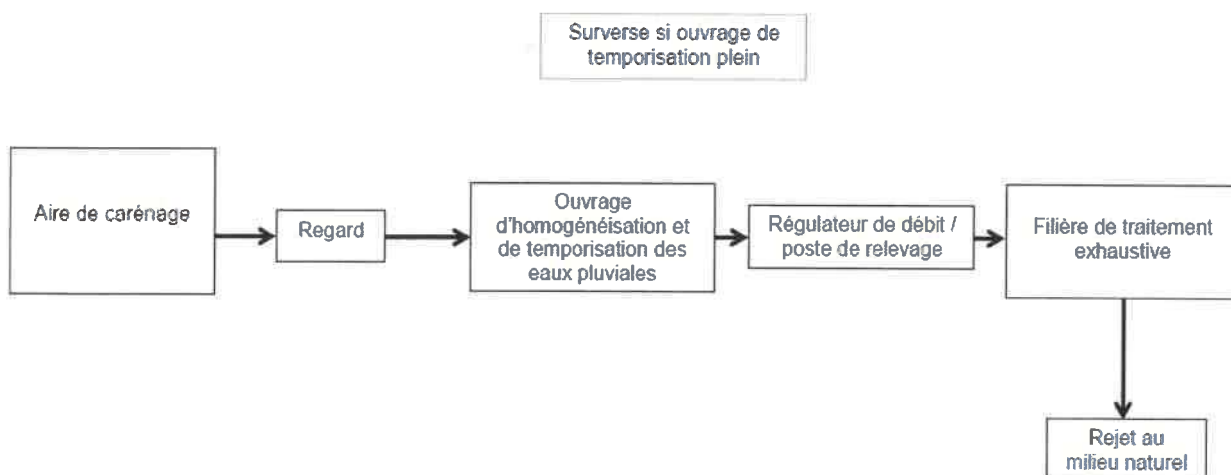 Surverse si ouvrage de
temporisation plein
Aire de carénage
Regard
Ouvrage
d'homogénéisation et
de temporisation des
eaux pluviales
Régulateur de débit /
poste de relevage
Filière de traitement
exhaustive
Rejet au
milieu naturel